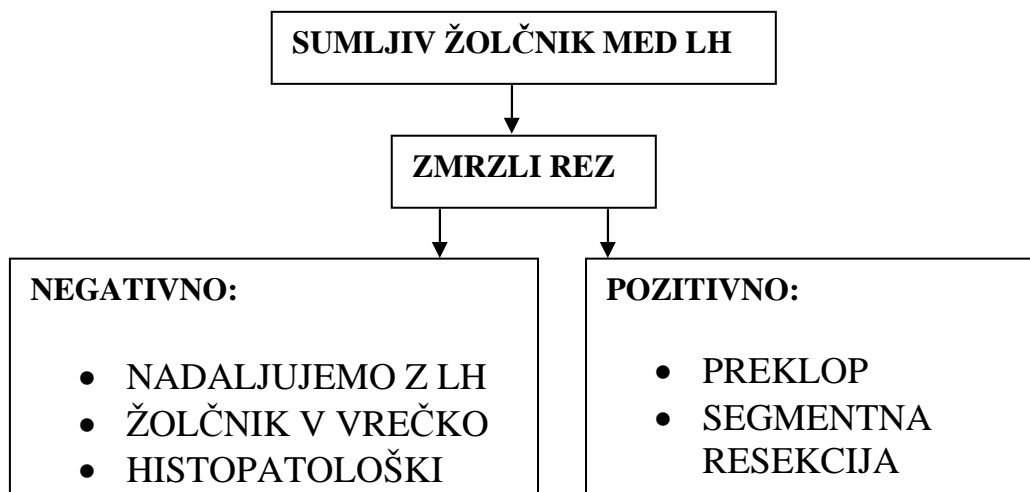 SUMLJIV ŽOLČNIK MED LH
ZMRZLI REZ
NEGATIVNO:
• NADALJUJEMO Z LH
• ŽOLČNIK V VREČKO
• HISTOPATOLOŠKI
POZITIVNO:
• PREKLOP
• SEGMENTNA
RESEKCIJA